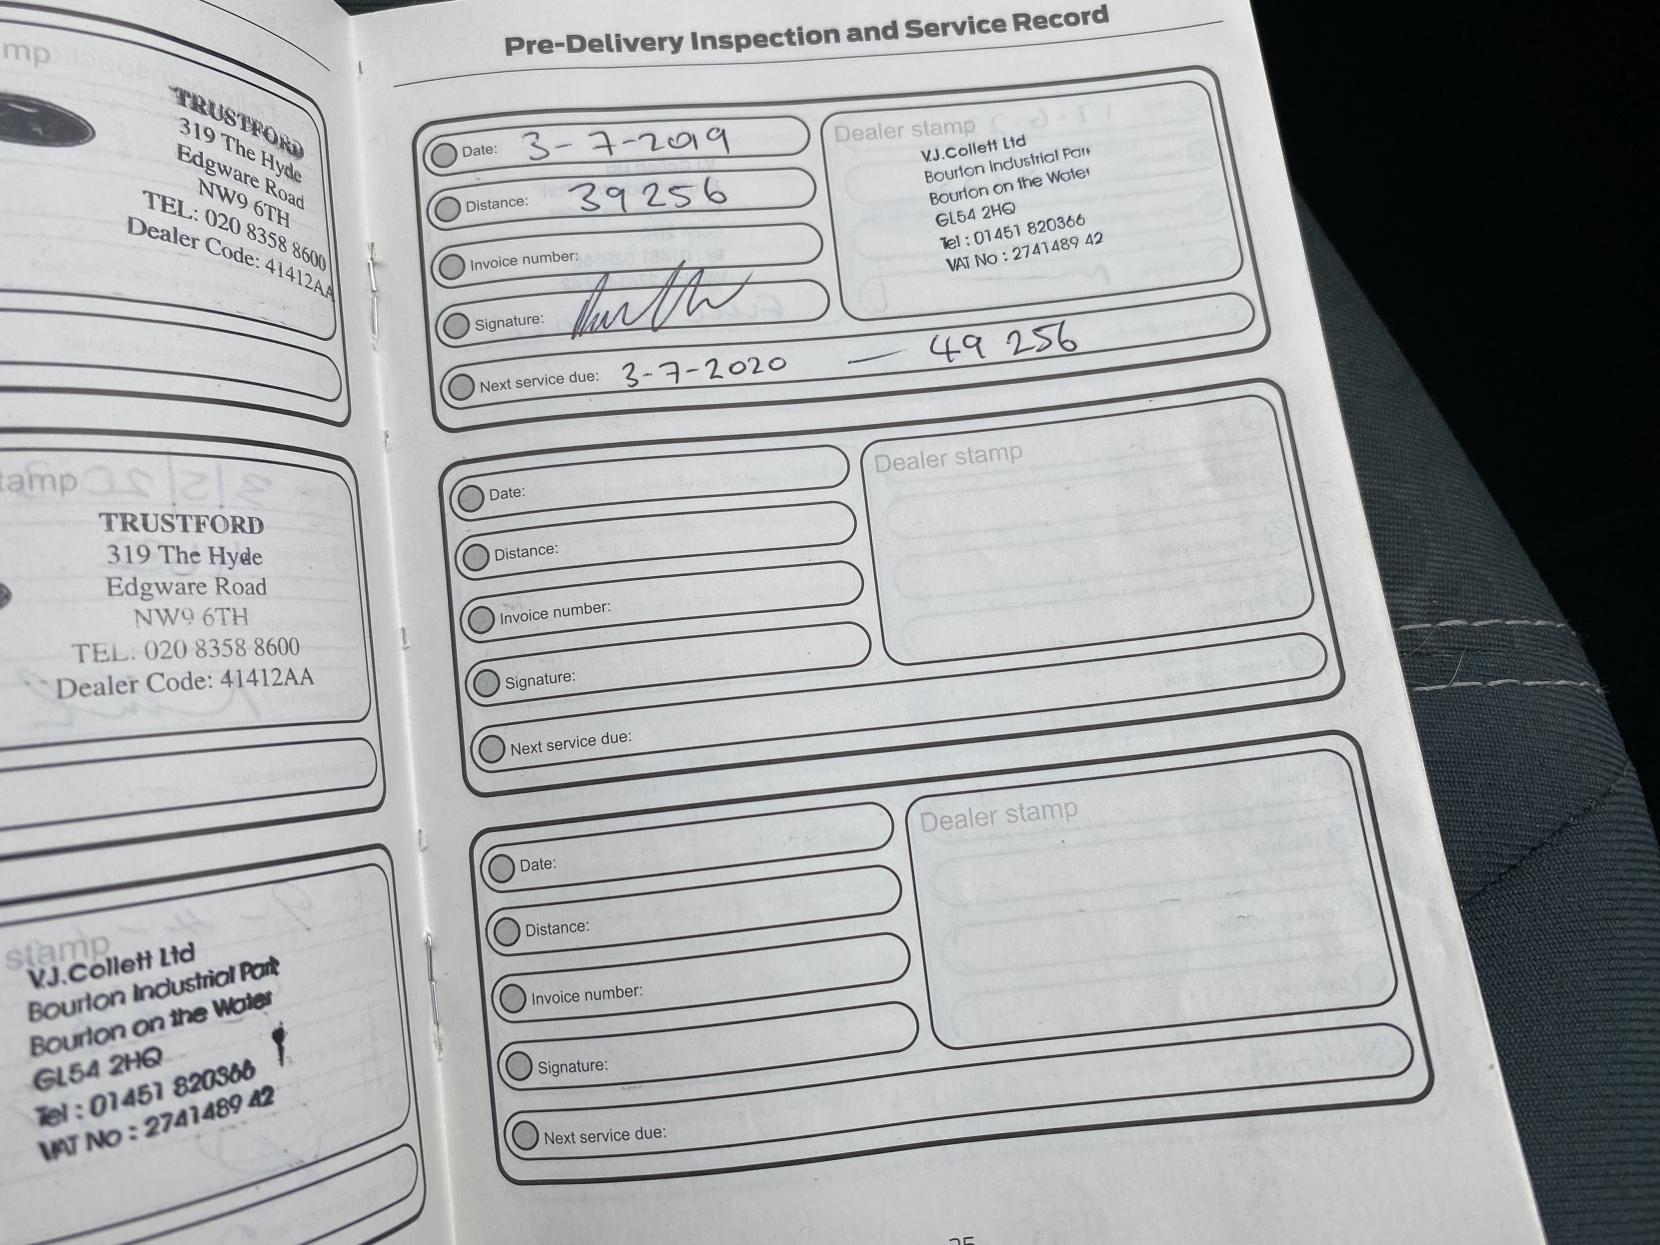 mp
TRUSTFORD
319 The Hyde
Edgware Road
NW9 6TH
TEL: 020 8358 8600
Dealer Code: 41412AA
tamp
TRUSTFORD
319 The Hyde
Edgware Road
NW9 6TH
TEL: 020 8358 8600
Dealer Code: 41412AA
stamp
V.J.Collett Ltd
Bourton Industrial Park
Bourton on the Water
GL54 2HQ
Tel : 01451 820366
VAT No : 2741489 42
Pre-Delivery Inspection and Service Record
Date: 3-7-2019
Distance: 39256
Invoice number:
Signature:
Next service due: 3-7-2020 — 49 256
Dealer stamp
V.J.Collett Ltd
Bourton Industrial Park
Bourton on the Water
GL54 2HQ
Tel : 01451 820366
VAT No : 2741489 42
Date:
Distance:
Invoice number:
Signature:
Next service due:
Dealer stamp
Date:
Distance:
Invoice number:
Signature:
Next service due:
Dealer stamp